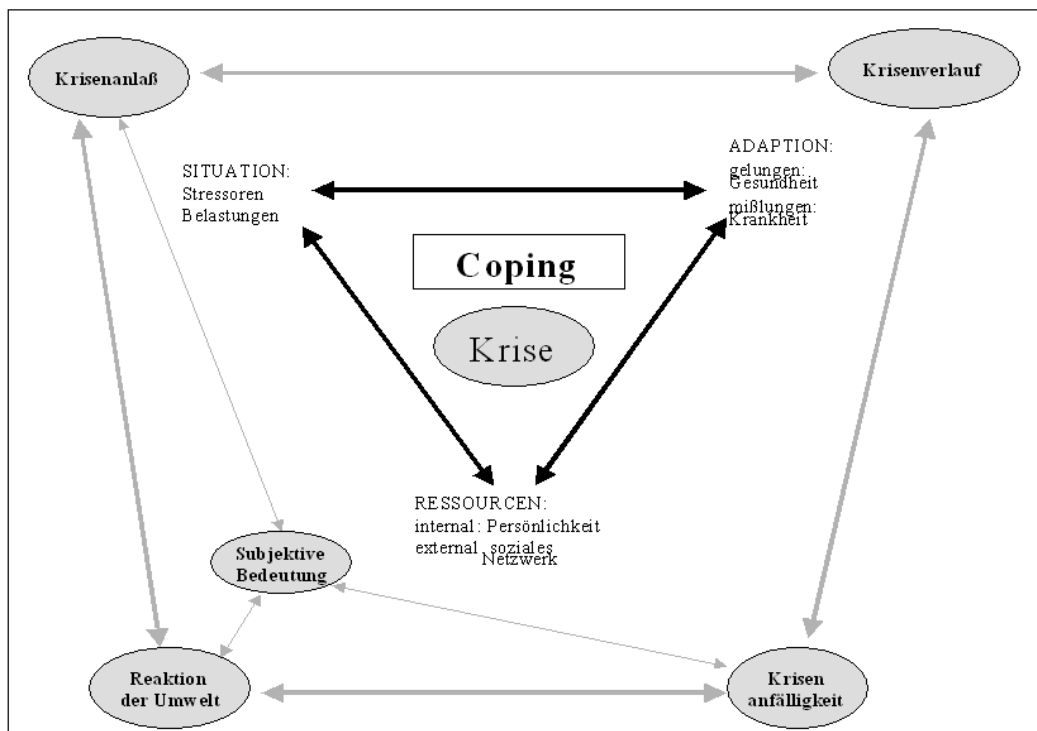 Krisenanlaß
Krisenverlauf
SITUATION:
Stressoren
Belastungen
ADAPTION:
gelungen:
Gesundheit
mißlungen:
Krankheit
Coping
Krise
RESSOURCEN:
internal: Persönlichkeit
external soziales
Netzwerk
Subjektive
Bedeutung
Reaktion
der Umwelt
Krisen
anfälligkeit